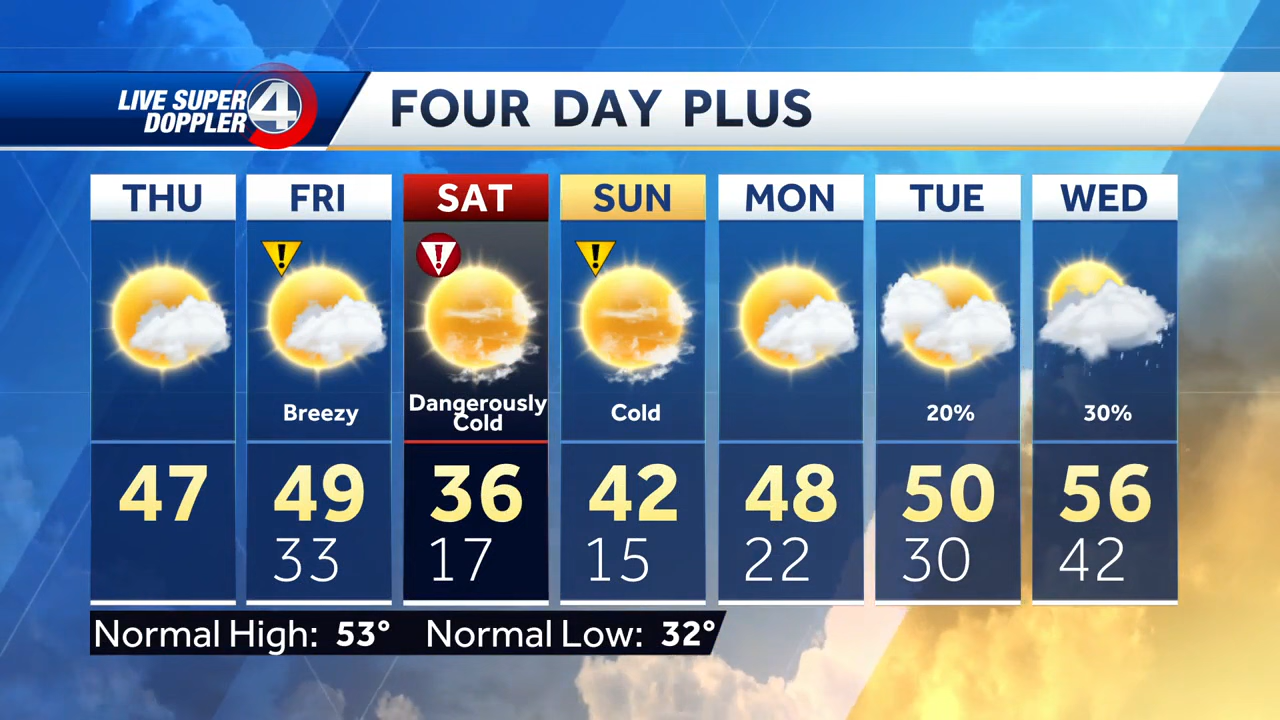 LIVE SUPER
DOPPLER 4
FOUR DAY PLUS
THU FRI SAT SUN MON TUE WED
! ! !
Breezy Dangerously Cold 20% 30%
Cold
47 49 36 42 48 50 56
33 17 15 22 30 42
Normal High: 53° Normal Low: 32°